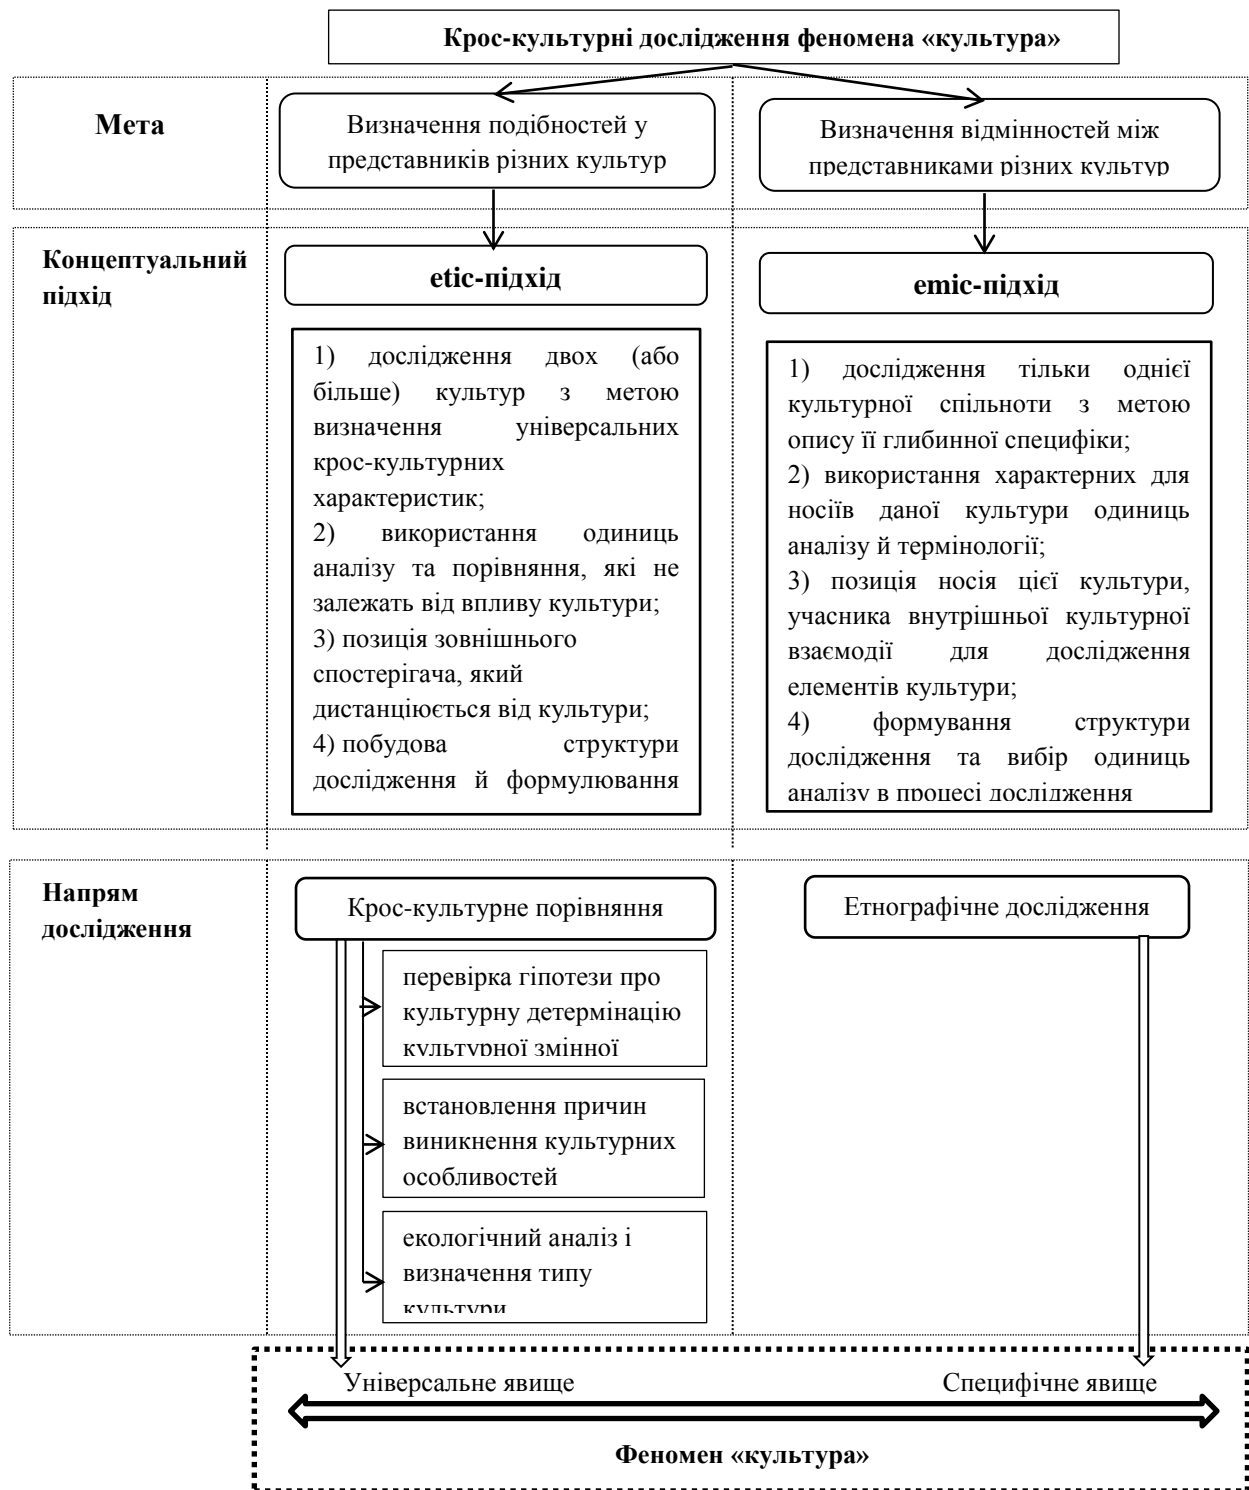 Крос-культурні дослідження феномена «культура»
Мета
Визначення подібностей у
представників різних культур
Визначення відмінностей між
представниками різних культур
Концептуальний
підхід
etic-підхід
emic-підхід
1) дослідження двох (або
більше) культур з метою
визначення універсальних
крос-культурних
характеристик;
2) використання одиниць
аналізу та порівняння, які не
залежать від впливу культури;
3) позиція зовнішнього
спостерігача, який
дистанціюється від культури;
4) побудова структури
дослідження й формулювання
1) дослідження тільки однієї
культурної спільноти з метою
опису її глибинної специфіки;
2) використання характерних для
носіїв даної культури одиниць
аналізу й термінології;
3) позиція носія цієї культури,
учасника внутрішньої культурної
взаємодії для дослідження
елементів культури;
4) формування структури
дослідження та вибір одиниць
аналізу в процесі дослідження
Напрям
дослідження
Крос-культурне порівняння
Етнографічне дослідження
перевірка гіпотези про
культурну детермінацію
культурної змінної
встановлення причин
виникнення культурних
особливостей
екологічний аналіз і
визначення типу
культури
Універсальне явище
Специфічне явище
Феномен «культура»